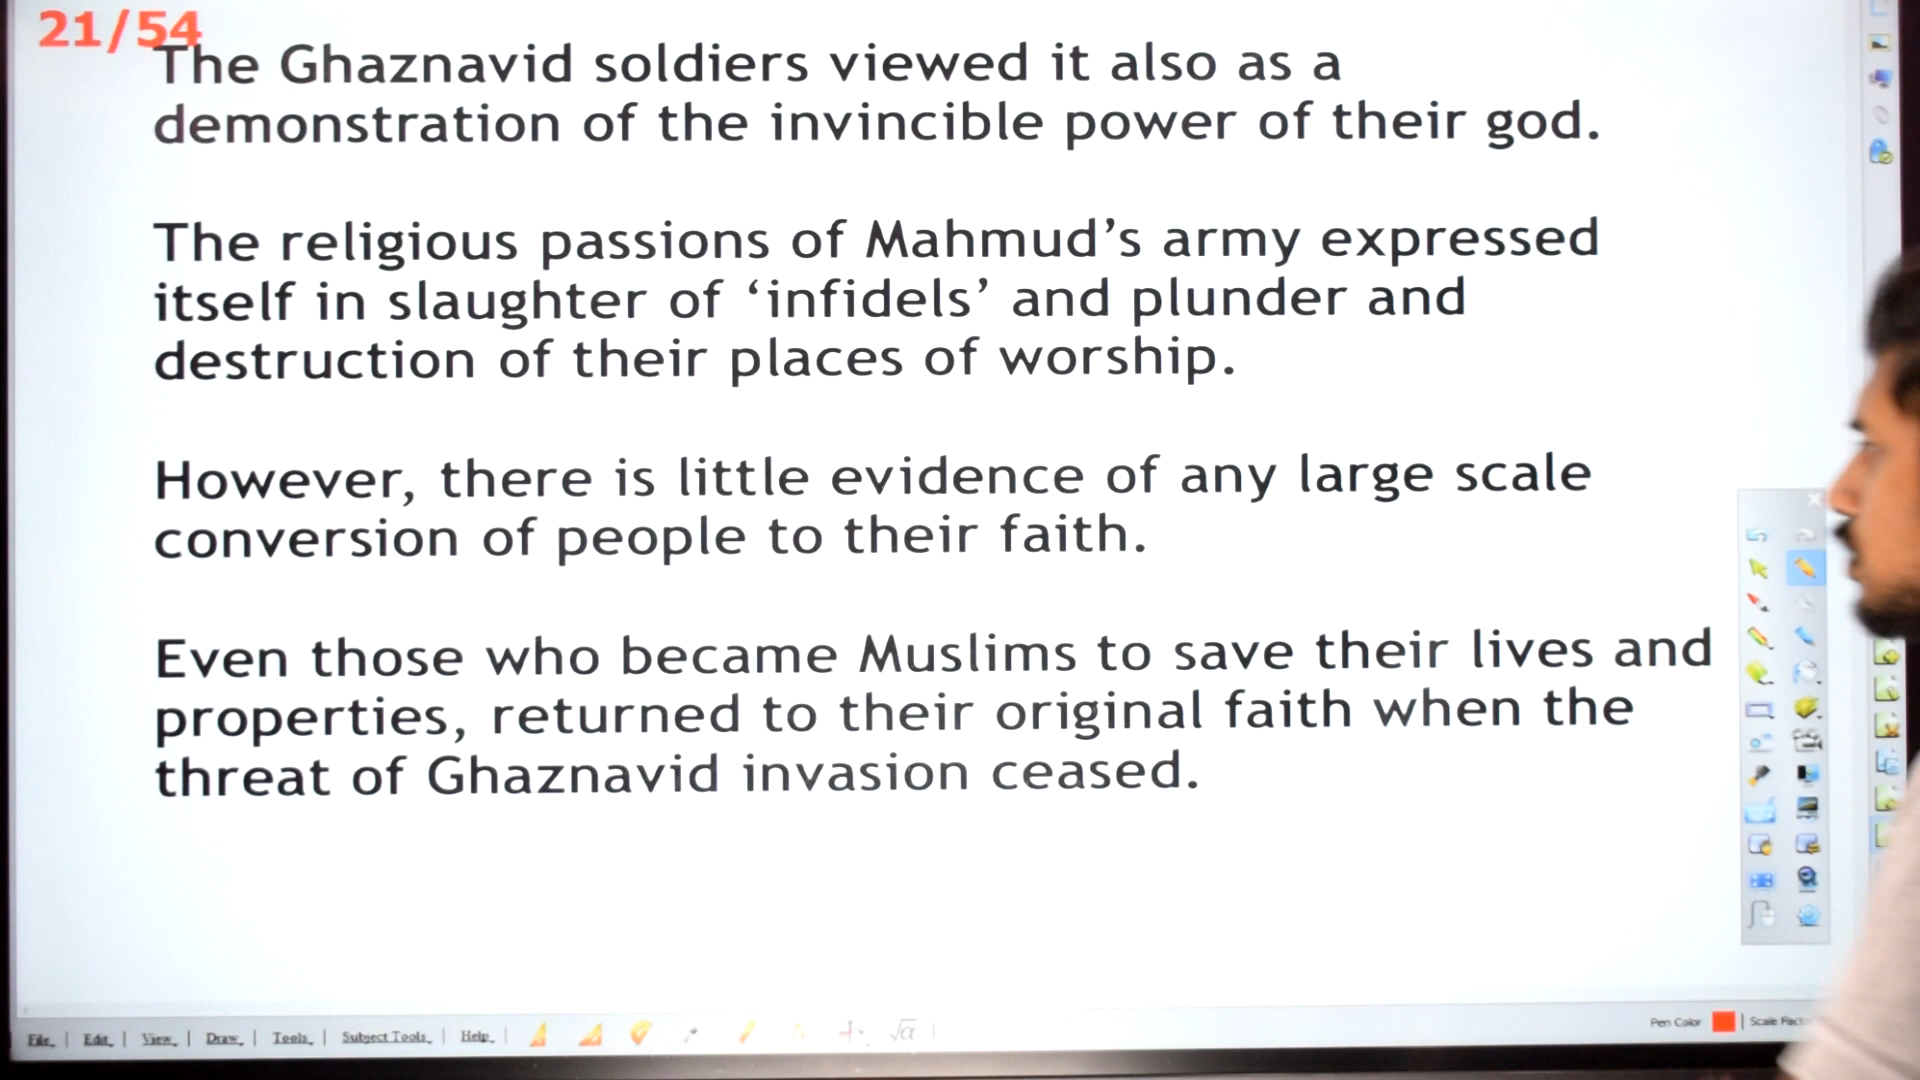 21/54
The Ghaznavid soldiers viewed it also as a
demonstration of the invincible power of their god.
The religious passions of Mahmud’s army expressed
itself in slaughter of ‘infidels’ and plunder and
destruction of their places of worship.
However, there is little evidence of any large scale
conversion of people to their faith.
Even those who became Muslims to save their lives and
properties, returned to their original faith when the
threat of Ghaznavid invasion ceased.
File | Edit | View | Draw | Tools | Subject Tools | Help |
Pen Color | Scale